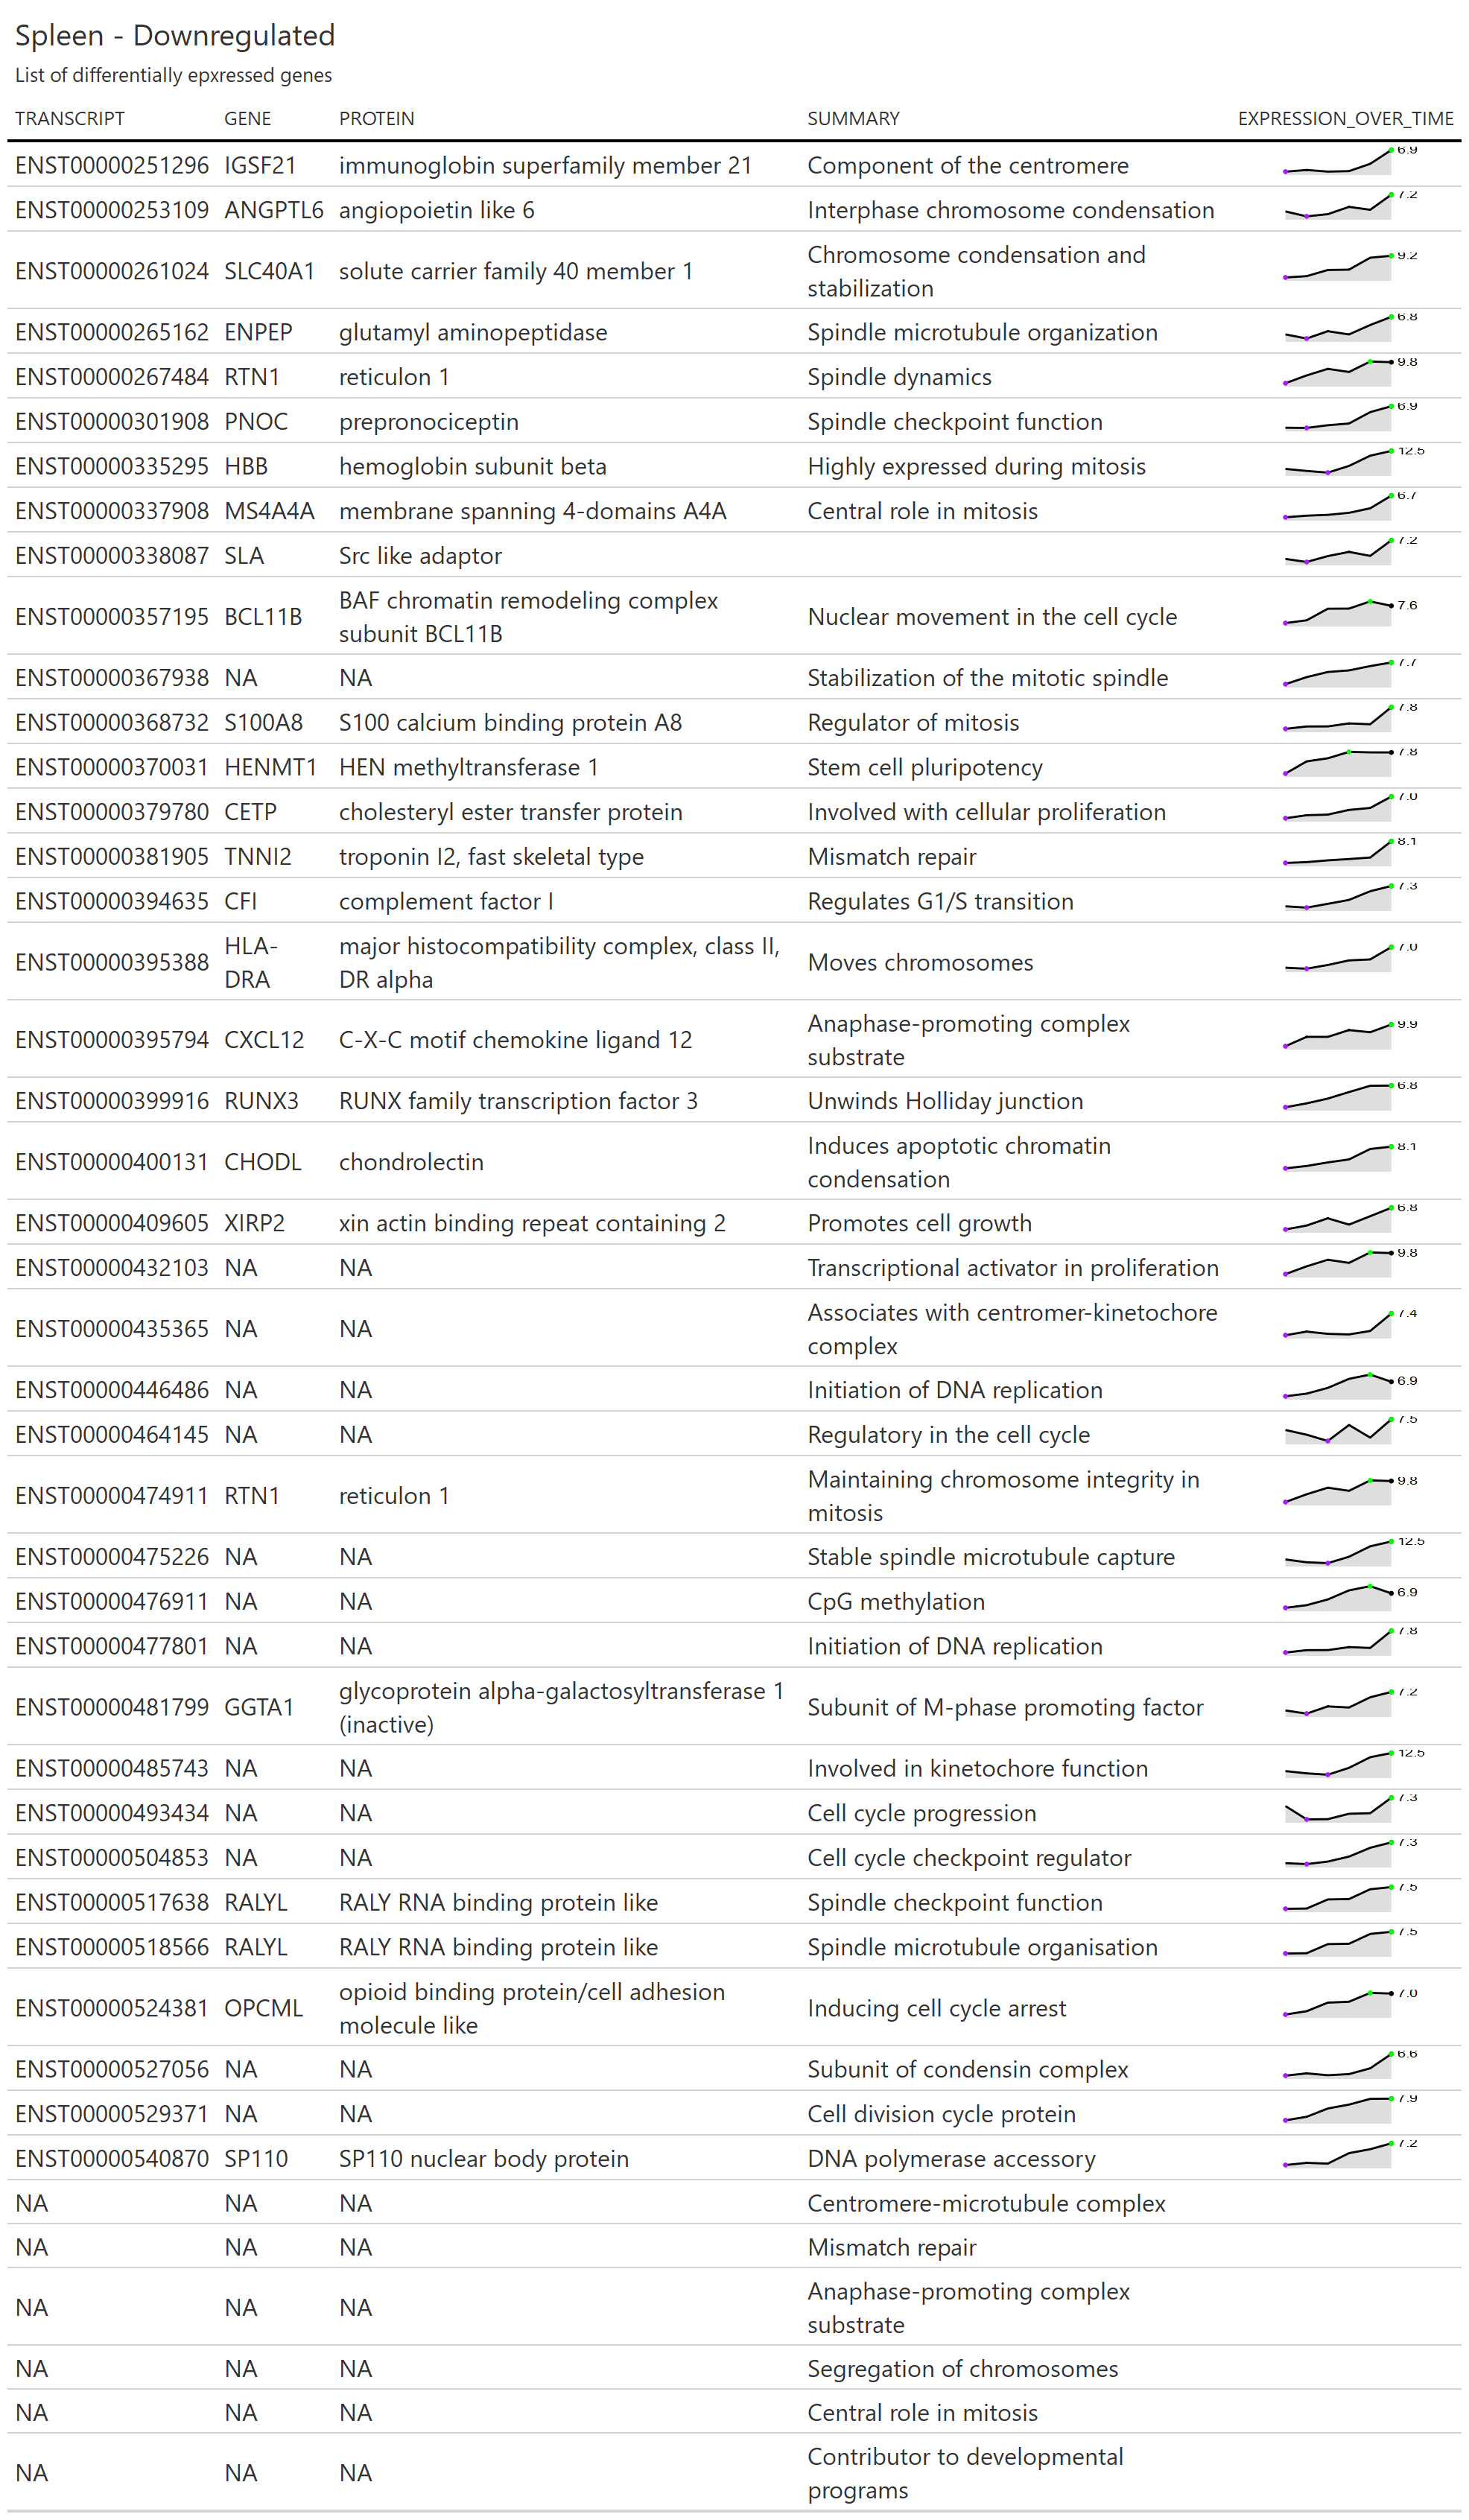 Spleen - Downregulated
List of differentially epxressed genes
TRANSCRIPT GENE PROTEIN SUMMARY EXPRESSION_OVER_TIME
ENST00000251296 IGSF21 immunoglobin superfamily member 21 Component of the centromere 6.9
ENST00000253109 ANGPTL6 angiopoietin like 6 Interphase chromosome condensation 7.2
ENST00000261024 SLC40A1 solute carrier family 40 member 1 Chromosome condensation and
stabilization 9.2
ENST00000265162 ENPEP glutamyl aminopeptidase Spindle microtubule organization 6.8
ENST00000267484 RTN1 reticulon 1 Spindle dynamics 9.8
ENST00000301908 PNOC prepronociceptin Spindle checkpoint function 6.9
ENST00000335295 HBB hemoglobin subunit beta Highly expressed during mitosis 12.5
ENST00000337908 MS4A4A membrane spanning 4-domains A4A Central role in mitosis 6.7
ENST00000338087 SLA Src like adaptor 7.2
ENST00000357195 BCL11B BAF chromatin remodeling complex
subunit BCL11B Nuclear movement in the cell cycle 7.6
ENST00000367938 NA NA Stabilization of the mitotic spindle 7.7
ENST00000368732 S100A8 S100 calcium binding protein A8 Regulator of mitosis 7.8
ENST00000370031 HENMT1 HEN methyltransferase 1 Stem cell pluripotency 7.8
ENST00000379780 CETP cholesteryl ester transfer protein Involved with cellular proliferation 7.0
ENST00000381905 TNNI2 troponin I2, fast skeletal type Mismatch repair 8.1
ENST00000394635 CFI complement factor I Regulates G1/S transition 7.3
ENST00000395388 HLA-
DRA major histocompatibility complex, class II,
DR alpha Moves chromosomes 7.0
ENST00000395794 CXCL12 C-X-C motif chemokine ligand 12 Anaphase-promoting complex
substrate 9.9
ENST00000399916 RUNX3 RUNX family transcription factor 3 Unwinds Holliday junction 6.8
ENST00000400131 CHODL chondrolectin Induces apoptotic chromatin
condensation 8.1
ENST00000409605 XIRP2 xin actin binding repeat containing 2 Promotes cell growth 6.8
ENST00000432103 NA NA Transcriptional activator in proliferation 9.8
ENST00000435365 NA NA Associates with centromer-kinetochore
complex 7.4
ENST00000446486 NA NA Initiation of DNA replication 6.9
ENST00000464145 NA NA Regulatory in the cell cycle 7.5
ENST00000474911 RTN1 reticulon 1 Maintaining chromosome integrity in
mitosis 9.8
ENST00000475226 NA NA Stable spindle microtubule capture 12.5
ENST00000476911 NA NA CpG methylation 6.9
ENST00000477801 NA NA Initiation of DNA replication 7.8
ENST00000481799 GGTA1 glycoprotein alpha-galactosyltransferase 1
(inactive) Subunit of M-phase promoting factor 7.2
ENST00000485743 NA NA Involved in kinetochore function 12.5
ENST00000493434 NA NA Cell cycle progression 7.3
ENST00000504853 NA NA Cell cycle checkpoint regulator 7.3
ENST00000517638 RALYL RALY RNA binding protein like Spindle checkpoint function 7.5
ENST00000518566 RALYL RALY RNA binding protein like Spindle microtubule organisation 7.5
ENST00000524381 OPCML opioid binding protein/cell adhesion
molecule like Inducing cell cycle arrest 7.0
ENST00000527056 NA NA Subunit of condensin complex 6.6
ENST00000529371 NA NA Cell division cycle protein 7.9
ENST00000540870 SP110 SP110 nuclear body protein DNA polymerase accessory 7.2
NA NA NA Centromere-microtubule complex
NA NA NA Mismatch repair
NA NA NA Anaphase-promoting complex
substrate
NA NA NA Segregation of chromosomes
NA NA NA Central role in mitosis
NA NA NA Contributor to developmental
programs